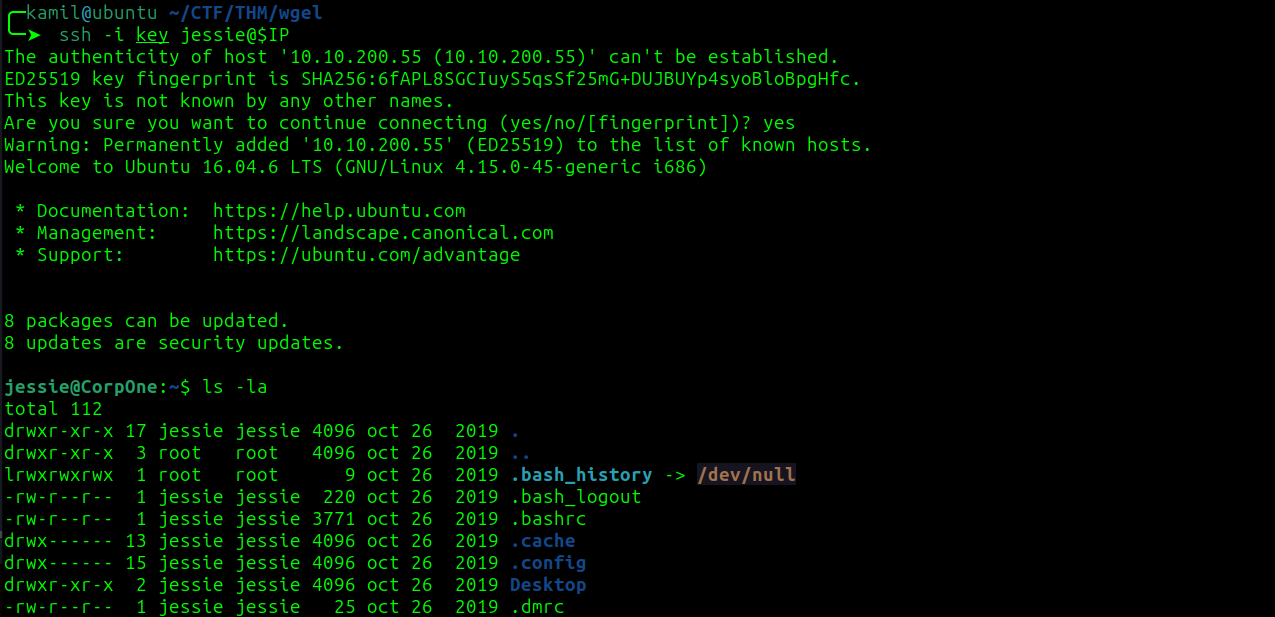 kamil@ubuntu ~/CTF/THM/wgel
ssh -i key jessie@$IP
The authenticity of host '10.10.200.55 (10.10.200.55)' can't be established.
ED25519 key fingerprint is SHA256:6fAPL8SGCIuyS5qsSf25mG+DUJBUYp4syoBloBpgHfc.
This key is not known by any other names.
Are you sure you want to continue connecting (yes/no/[fingerprint])? yes
Warning: Permanently added '10.10.200.55' (ED25519) to the list of known hosts.
Welcome to Ubuntu 16.04.6 LTS (GNU/Linux 4.15.0-45-generic i686)
* Documentation:  https://help.ubuntu.com
* Management:     https://landscape.canonical.com
* Support:        https://ubuntu.com/advantage
8 packages can be updated.
8 updates are security updates.
jessie@CorpOne:~$ ls -la
total 112
drwxr-xr-x 17 jessie jessie 4096 oct 26  2019 .
drwxr-xr-x  3 root   root   4096 oct 26  2019 ..
lrwxrwxrwx  1 root   root      9 oct 26  2019 .bash_history -> /dev/null
-rw-r--r--  1 jessie jessie  220 oct 26  2019 .bash_logout
-rw-r--r--  1 jessie jessie 3771 oct 26  2019 .bashrc
drwx------ 13 jessie jessie 4096 oct 26  2019 .cache
drwx------ 15 jessie jessie 4096 oct 26  2019 .config
drwxr-xr-x  2 jessie jessie 4096 oct 26  2019 Desktop
-rw-r--r--  1 jessie jessie   25 oct 26  2019 .dmrc